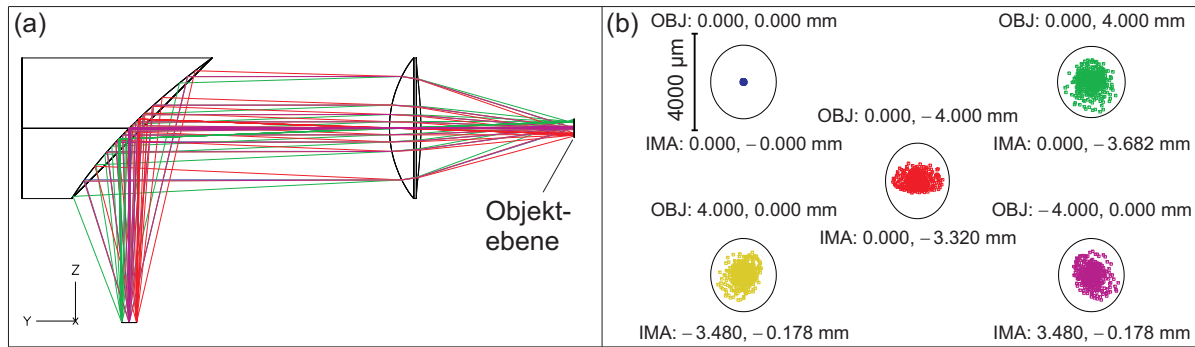 (a)
Objekt-
ebene
Z
Y
X
(b)
OBJ: 0.000, 0.000 mm
4000 µm
IMA: 0.000, −0.000 mm
OBJ: 0.000, 4.000 mm
IMA: 0.000, −3.682 mm
OBJ: 0.000, −4.000 mm
IMA: 0.000, −3.320 mm
OBJ: 4.000, 0.000 mm
IMA: −3.480, −0.178 mm
OBJ: −4.000, 0.000 mm
IMA: 3.480, −0.178 mm